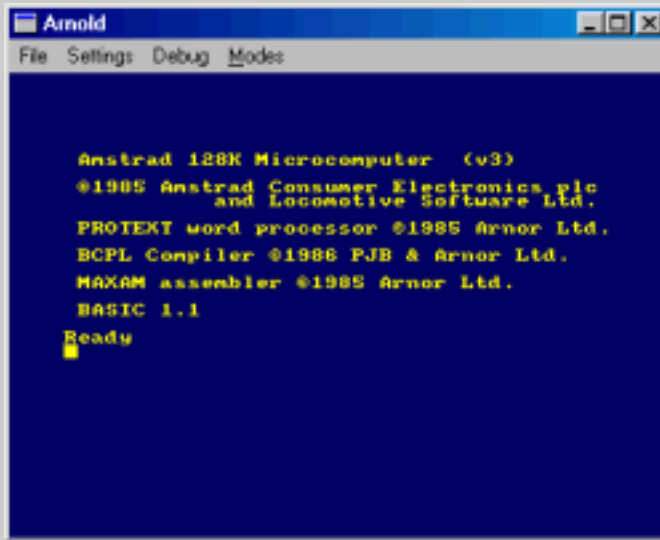 Arnold
File Settings Debug Modes
Amstrad 128K Microcomputer (v3)
©1985 Amstrad Consumer Electronics plc
and Locomotive Software Ltd.
PROTEXT word processor ©1985 Arnor Ltd.
BCPL Compiler ©1986 PJB & Arnor Ltd.
MAXAM assembler ©1985 Arnor Ltd.
BASIC 1.1
Ready